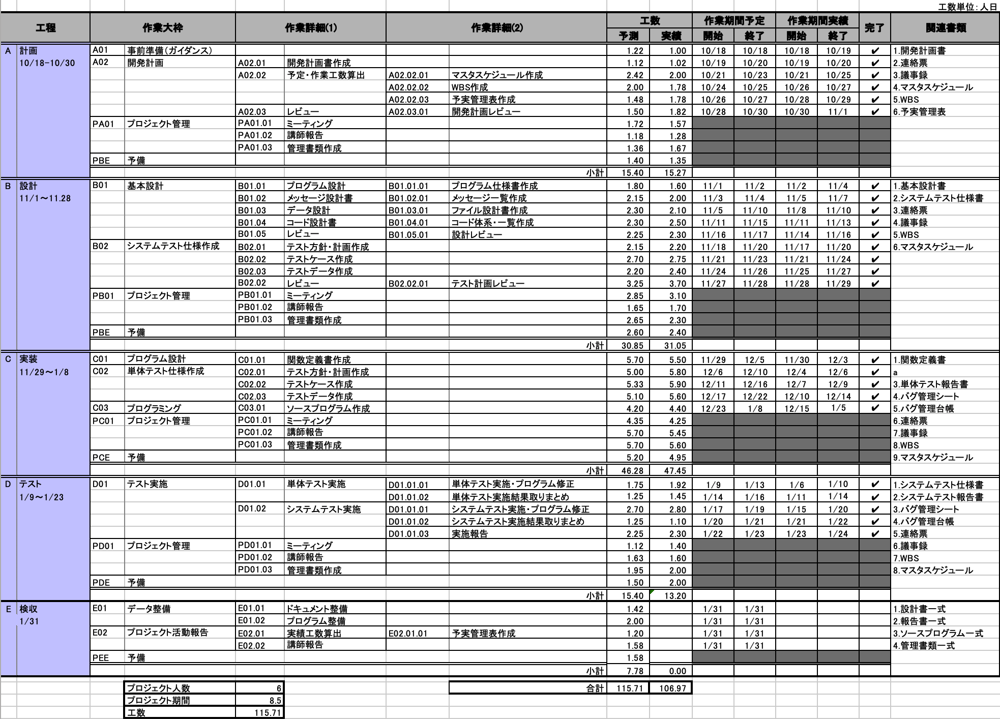 工数単位：人日
工程 作業大枠 作業詳細(1) 作業詳細(2) 工数 作業期間予定 作業期間実績 完了 関連書類
予測 実績 開始 終了 開始 終了
A 計画 A01 事前準備（ガイダンス） 1.22 1.00 10/18 10/18 10/18 10/19 ✔ 1.開発計画書
10/18-10/30 A02 開発計画 A02.01 開発計画書作成 1.12 1.02 10/19 10/20 10/19 10/20 ✔ 2.連絡票
A02.02 予定・作業工数算出 A02.02.01 マスタスケジュール作成 2.42 2.00 10/21 10/23 10/21 10/25 ✔ 3.議事録
A02.02.02 WBS作成 2.00 1.78 10/24 10/25 10/26 10/27 ✔ 4.マスタスケジュール
A02.02.03 予実管理表作成 1.48 1.78 10/26 10/27 10/28 10/29 ✔ 5.WBS
A02.03 レビュー A02.03.01 開発計画レビュー 1.50 1.82 10/28 10/30 10/30 11/1 ✔ 6.予実管理表
PA01 プロジェクト管理 PA01.01 ミーティング 1.72 1.57
PA01.02 講師報告 1.18 1.28
PA01.03 管理書類作成 1.36 1.67
PBE 予備 1.40 1.35
小計 15.40 15.27
B 設計 B01 基本設計 B01.01 プログラム設計 B01.01.01 プログラム仕様書作成 1.80 1.60 11/1 11/2 11/2 11/4 ✔ 1.基本設計書
11/1～11.28 B01.02 メッセージ設計書 B01.02.01 メッセージ一覧作成 2.15 2.00 11/3 11/4 11/5 11/7 ✔ 2.システムテスト仕様書
B01.03 データ設計 B01.03.01 ファイル設計書作成 2.30 2.10 11/5 11/10 11/8 11/10 ✔ 3.連絡票
B01.04 コード設計書 B01.04.01 コード体系・一覧作成 2.30 2.50 11/11 11/15 11/11 11/13 ✔ 4.議事録
B01.05 レビュー B01.05.01 設計レビュー 2.25 2.30 11/16 11/17 11/14 11/16 ✔ 5.WBS
B02 システムテスト仕様作成 B02.01 テスト方針・計画作成 2.15 2.20 11/18 11/20 11/17 11/20 ✔ 6.マスタスケジュール
B02.02 テストケース作成 2.70 2.75 11/21 11/23 11/21 11/24 ✔
B02.03 テストデータ作成 2.20 2.40 11/24 11/26 11/25 11/27 ✔
B02.02 レビュー B02.02.01 テスト計画レビュー 3.25 3.70 11/27 11/28 11/28 11/29 ✔
PB01 プロジェクト管理 PB01.01 ミーティング 2.85 3.10
PB01.02 講師報告 1.65 1.70
PB01.03 管理書類作成 2.65 2.30
PBE 予備 2.60 2.40
小計 30.85 31.05
C 実装 C01 プログラム設計 C01.01 関数定義書作成 5.70 5.50 11/29 12/5 11/30 12/3 ✔ 1.関数定義書
11/29～1/8 C02 単体テスト仕様作成 C02.01 テスト方針・計画作成 5.00 5.80 12/6 12/10 12/4 12/6 ✔ a
C02.02 テストケース作成 5.33 5.90 12/11 12/16 12/7 12/9 ✔ 3.単体テスト報告書
C02.03 テストデータ作成 5.10 5.60 12/17 12/22 12/10 12/14 ✔ 4.バグ管理シート
C03 プログラミング C03.01 ソースプログラム作成 4.20 4.40 12/23 1/8 12/15 1/5 ✔ 5.バグ管理台帳
PC01 プロジェクト管理 PC01.01 ミーティング 4.35 4.25 6.連絡票
PC01.02 講師報告 5.70 5.45 7.議事録
PC01.03 管理書類作成 5.70 5.60 8.WBS
PCE 予備 5.20 4.95 9.マスタスケジュール
小計 46.28 47.45
D テスト D01 テスト実施 D01.01 単体テスト実施 D01.01.01 単体テスト実施・プログラム修正 1.75 1.92 1/9 1/13 1/6 1/10 ✔ 1.システムテスト仕様書
1/9～1/23 D01.01.02 単体テスト実施結果取りまとめ 1.25 1.45 1/14 1/16 1/11 1/14 ✔ 2.システムテスト報告書
D01.02 システムテスト実施 D01.01.01 システムテスト実施・プログラム修正 2.70 2.80 1/17 1/19 1/15 1/20 ✔ 3.バグ管理シート
D01.01.02 システムテスト実施結果取りまとめ 1.25 1.10 1/20 1/21 1/21 1/22 ✔ 4.バグ管理台帳
D01.01.03 実施報告 2.25 2.30 1/22 1/23 1/23 1/24 ✔ 5.連絡票
PD01 プロジェクト管理 PD01.01 ミーティング 1.12 1.40 6.議事録
PD01.02 講師報告 1.63 1.60 7.WBS
PD01.03 管理書類作成 1.95 2.00 8.マスタスケジュール
PDE 予備 1.50 2.00
小計 15.40 13.20
E 検収 E01 データ整備 E01.01 ドキュメント整備 1.42 1/31 1/31 1.設計書一式
1/31 E01.02 プログラム整備 2.00 1/31 1/31 2.報告書一式
E02 プロジェクト活動報告 E02.01 実績工数算出 E02.01.01 予実管理表作成 1.20 1/31 1/31 3.ソースプログラム一式
E02.02 講師報告 1.58 1/31 1/31 4.管理書類一式
PEE 予備 1.58
小計 7.78 0.00
プロジェクト人数 6 合計 115.71 106.97
プロジェクト期間 8.5
工数 115.71